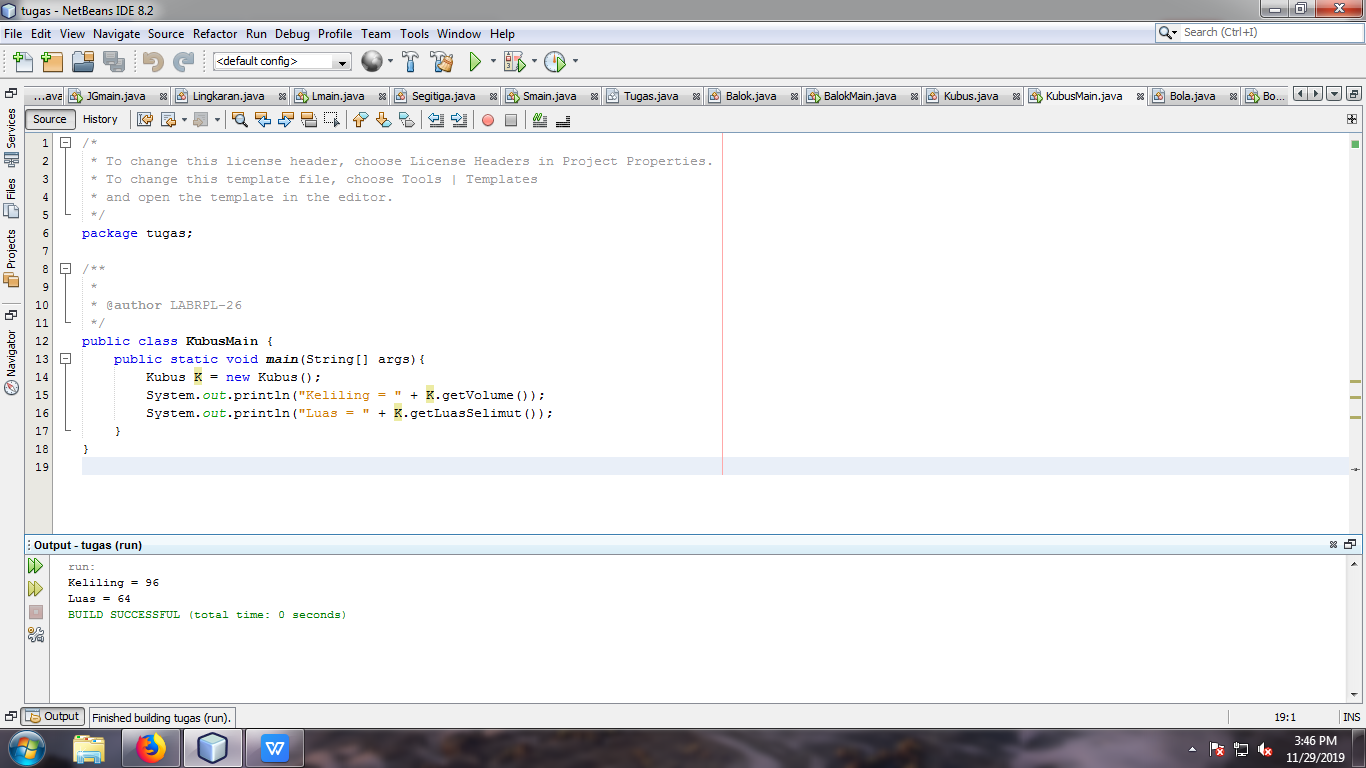 tugas - NetBeans IDE 8.2
File Edit View Navigate Source Refactor Run Debug Profile Team Tools Window Help
Search (Ctrl+I)
<default config>
...ava JGmain.java Lingkaran.java Lmain.java Segitiga.java Smain.java Tugas.java Balok.java BalokMain.java Kubus.java KubusMain.java Bola.java Bo...
Source History
Services
Files
Projects
Navigator
1 /*
2 * To change this license header, choose License Headers in Project Properties.
3 * To change this template file, choose Tools | Templates
4 * and open the template in the editor.
5 */
6 package tugas;
7
8 /**
9 *
10 * @author LABRPL-26
11 */
12 public class KubusMain {
13 public static void main(String[] args){
14 Kubus K = new Kubus();
15 System.out.println("Keliling = " + K.getVolume());
16 System.out.println("Luas = " + K.getLuasSelimut());
17 }
18 }
19
Output - tugas (run)
run:
Keliling = 96
Luas = 64
BUILD SUCCESSFUL (total time: 0 seconds)
Output
Finished building tugas (run).
19:1 INS
3:46 PM
11/29/2019